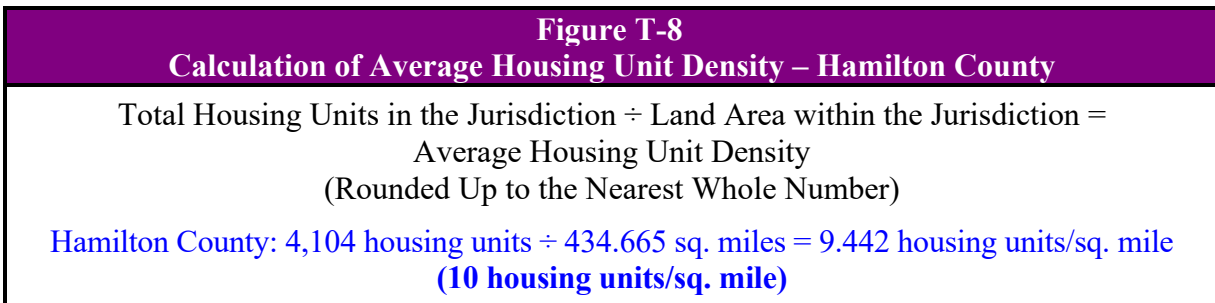 Figure T-8
Calculation of Average Housing Unit Density – Hamilton County
Total Housing Units in the Jurisdiction ÷ Land Area within the Jurisdiction =
Average Housing Unit Density
(Rounded Up to the Nearest Whole Number)
Hamilton County: 4,104 housing units ÷ 434.665 sq. miles = 9.442 housing units/sq. mile
(10 housing units/sq. mile)